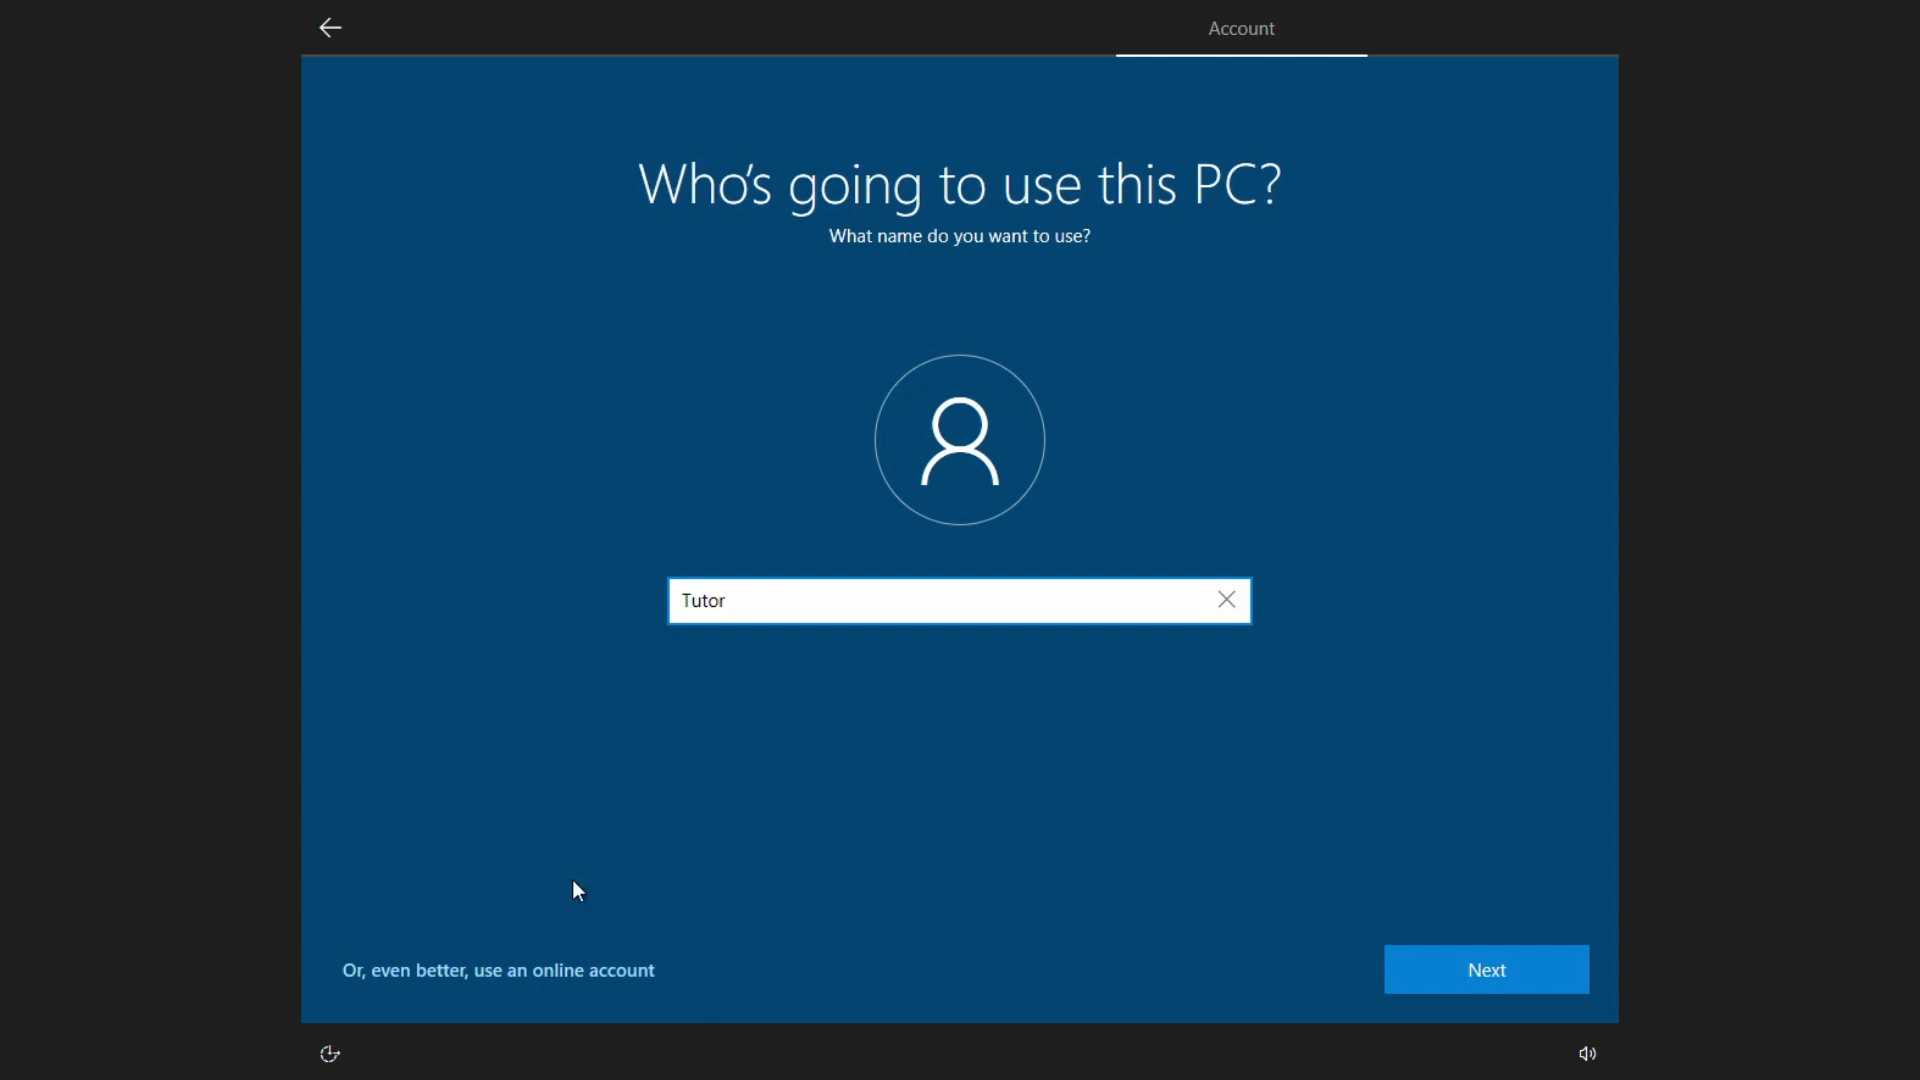 Account
Who's going to use this PC?
What name do you want to use?
Tutor
Or, even better, use an online account
Next